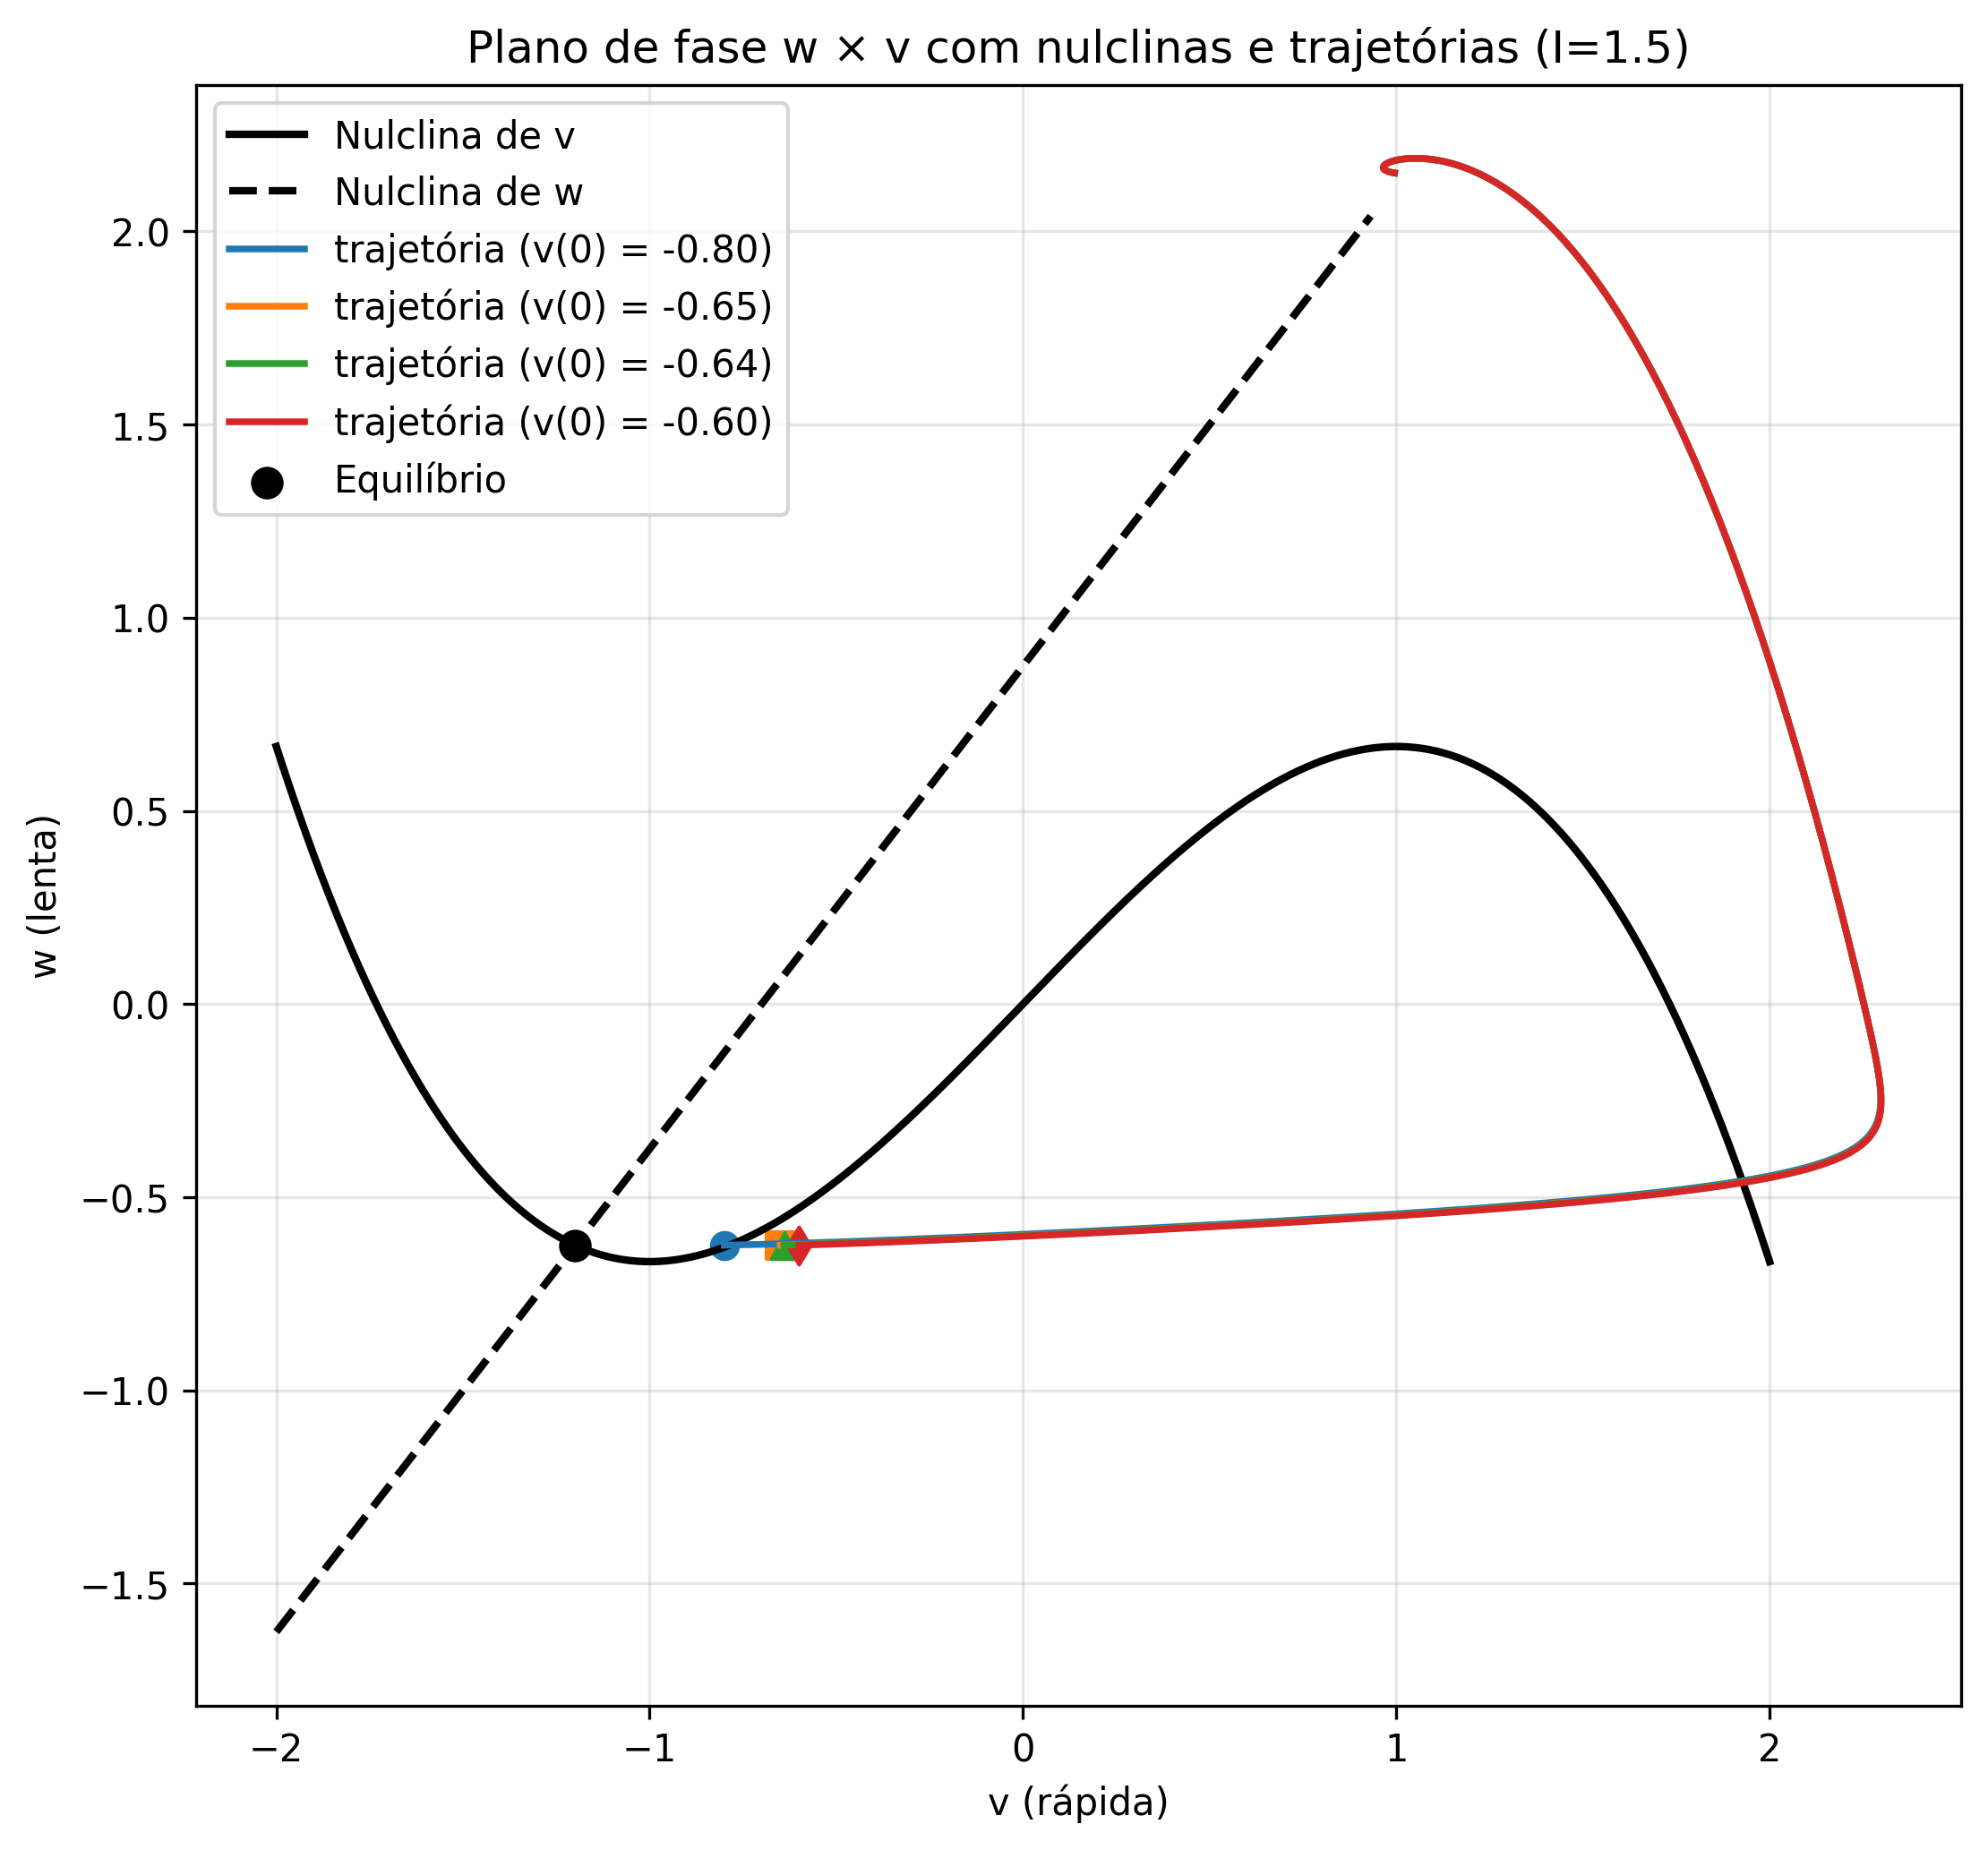 Plano de fase w × v com nulclinas e trajetórias (I=1.5)
Nulclina de v
Nulclina de w
trajetória (v(0) = -0.80)
trajetória (v(0) = -0.65)
trajetória (v(0) = -0.64)
trajetória (v(0) = -0.60)
Equilíbrio
w (lenta)
2.0
1.5
1.0
0.5
0.0
−0.5
−1.0
−1.5
−2
−1
0
1
2
v (rápida)